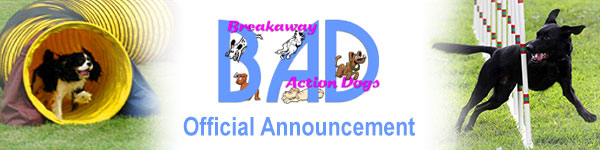 Breakaway
BAD
Action Dogs
Official Announcement